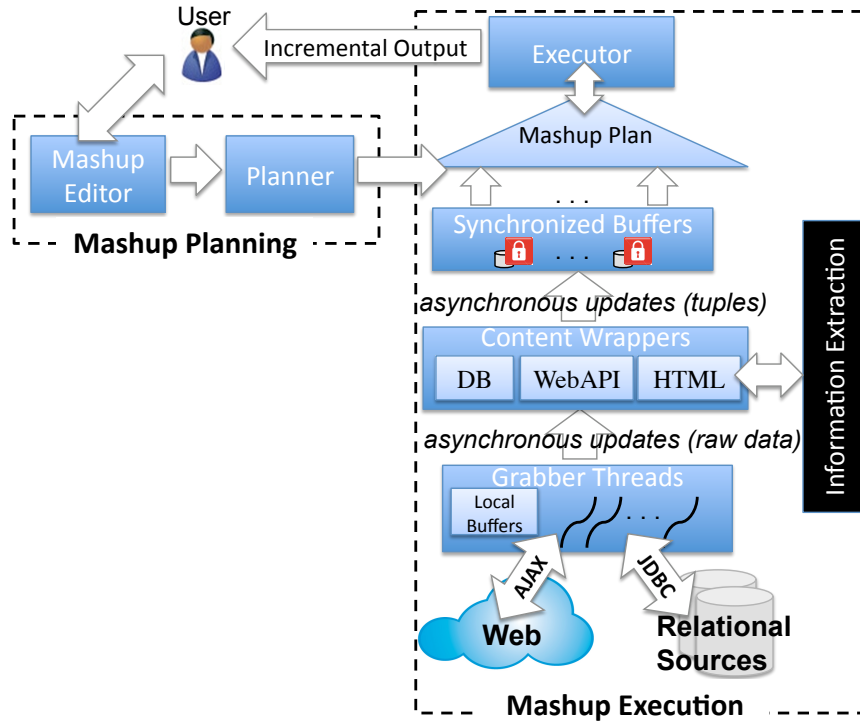 User
Incremental Output
Executor
Mashup Plan
Mashup
Editor
Planner
Mashup Planning
. . .
Synchronized Buffers
. . .
asynchronous updates (tuples)
Content Wrappers
DB
WebAPI
HTML
Information Extraction
asynchronous updates (raw data)
Grabber Threads
Local
Buffers
. . .
AJAX
JDBC
Web
Relational
Sources
Mashup Execution